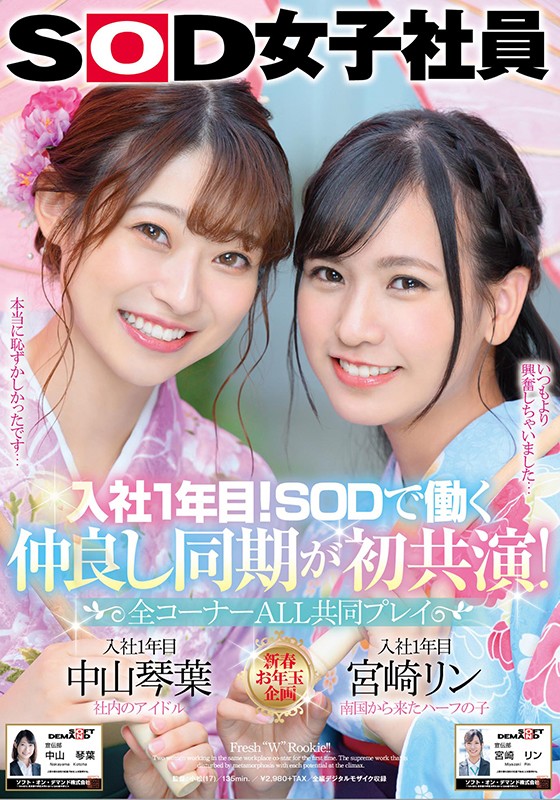 SOD女子社員
本当に恥ずかしかったです…
いつもより
興奮しちゃいました…
入社1年目!SODで働く
仲良し同期が初共演!
全コーナーALL共同プレイ
入社1年目
中山琴葉
社内のアイドル
新春
お年玉
企画
入社1年目
宮崎リン
南国から来たハーフの子
Fresh "W" Rookie!!
135min. ¥2,980+TAX/全編デジタルモザイク収録
宣伝部
中山 琴葉
ソフト・オン・デマンド株式会社
宣伝部
宮崎 リン
ソフト・オン・デマンド株式会社